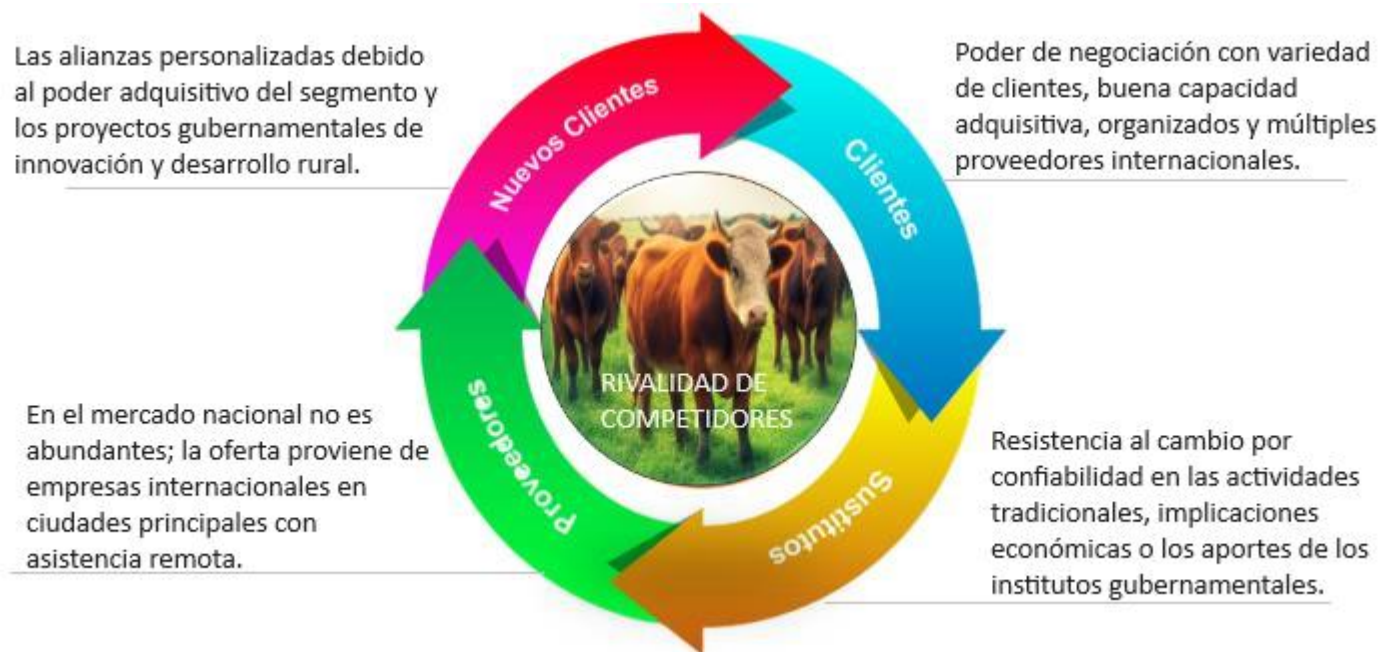 Las alianzas personalizadas debido
al poder adquisitivo del segmento y
los proyectos gubernamentales de
innovación y desarrollo rural.
Nuevos Clientes
Clientes
Poder de negociación con variedad
de clientes, buena capacidad
adquisitiva, organizados y múltiples
proveedores internacionales.
RIVALIDAD DE
COMPETIDORES
En el mercado nacional no es
abundantes; la oferta proviene de
empresas internacionales en
ciudades principales con
asistencia remota.
Proveedores
Sustitutos
Resistencia al cambio por
confiabilidad en las actividades
tradicionales, implicaciones
económicas o los aportes de los
institutos gubernamentales.